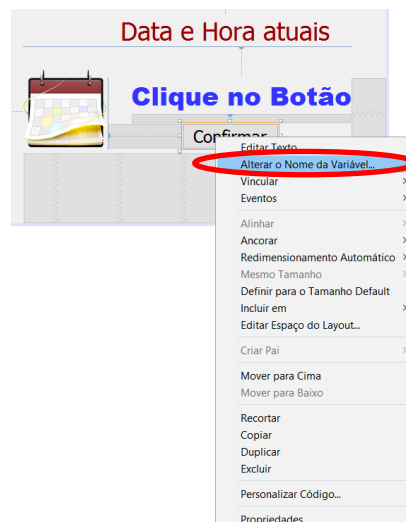 Data e Hora atuais
Clique no Botão
Confirmar
Editar Texto
Alterar o Nome da Variável...
Vincular
Eventos
Alinhar
Ancorar
Redimensionamento Automático
Mesmo Tamanho
Definir para o Tamanho Default
Incluir em
Editar Espaço do Layout...
Criar Pai
Mover para Cima
Mover para Baixo
Recortar
Copiar
Duplicar
Excluir
Personalizar Código...
Propriedades